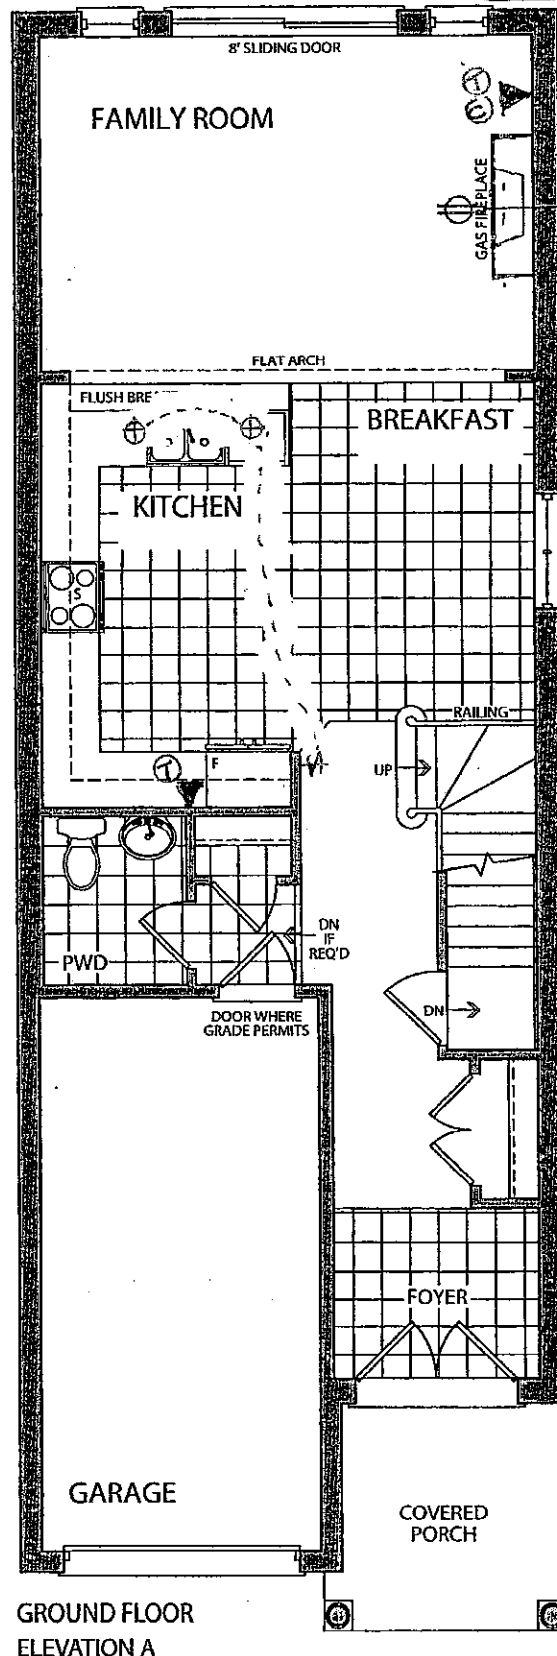 8' SLIDING DOOR
FAMILY ROOM
T
C
GAS FIREPLACE
FLAT ARCH
FLUSH BRE
BREAKFAST
KITCHEN
S
RAILING
UP
T
F
DN
IF
REQ'D
PWD
DN
DOOR WHERE
GRADE PERMITS
FOYER
GARAGE
COVERED
PORCH
GROUND FLOOR
ELEVATION A